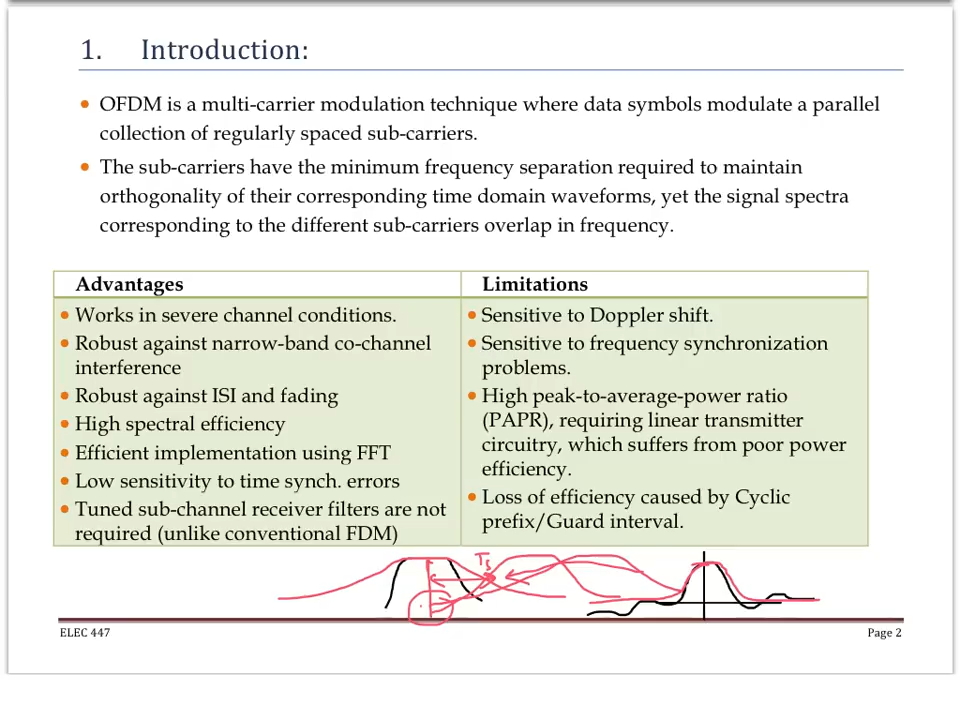 1. Introduction:
OFDM is a multi-carrier modulation technique where data symbols modulate a parallel
collection of regularly spaced sub-carriers.
The sub-carriers have the minimum frequency separation required to maintain
orthogonality of their corresponding time domain waveforms, yet the signal spectra
corresponding to the different sub-carriers overlap in frequency.
Advantages
Works in severe channel conditions.
Robust against narrow-band co-channel
interference
Robust against ISI and fading
High spectral efficiency
Efficient implementation using FFT
Low sensitivity to time synch. errors
Tuned sub-channel receiver filters are not
required (unlike conventional FDM)
Limitations
Sensitive to Doppler shift.
Sensitive to frequency synchronization
problems.
High peak-to-average-power ratio
(PAPR), requiring linear transmitter
circuitry, which suffers from poor power
efficiency.
Loss of efficiency caused by Cyclic
prefix/Guard interval.
Ts
ELEC 447
Page 2